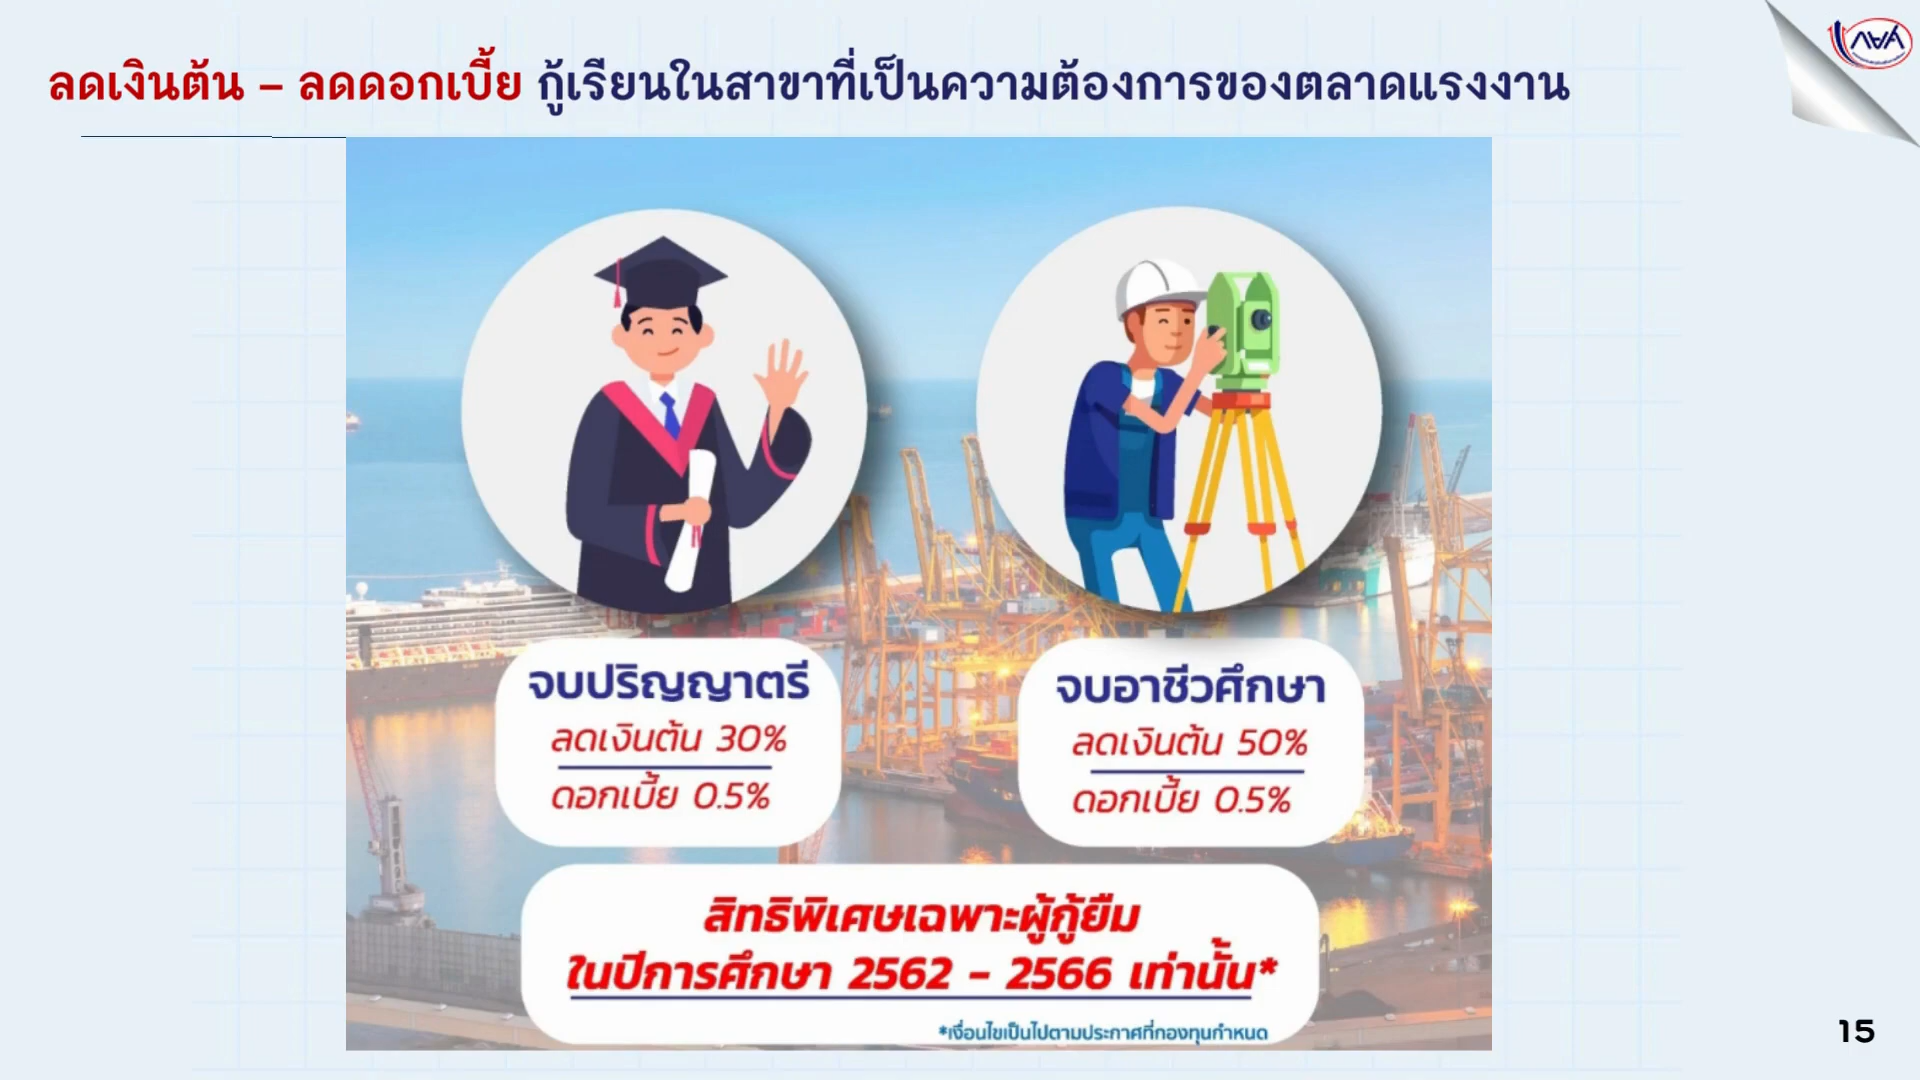 ลดเงินต้น – ลดดอกเบี้ย กู้เรียนในสาขาที่เป็นความต้องการของตลาดแรงงาน
กยศ
จบปริญญาตรี
ลดเงินต้น 30%
ดอกเบี้ย 0.5%
จบอาชีวศึกษา
ลดเงินต้น 50%
ดอกเบี้ย 0.5%
สิทธิพิเศษเฉพาะผู้กู้ยืม
ในปีการศึกษา 2562 - 2566 เท่านั้น*
*เงื่อนไขเป็นไปตามประกาศที่กองทุนกำหนด
15